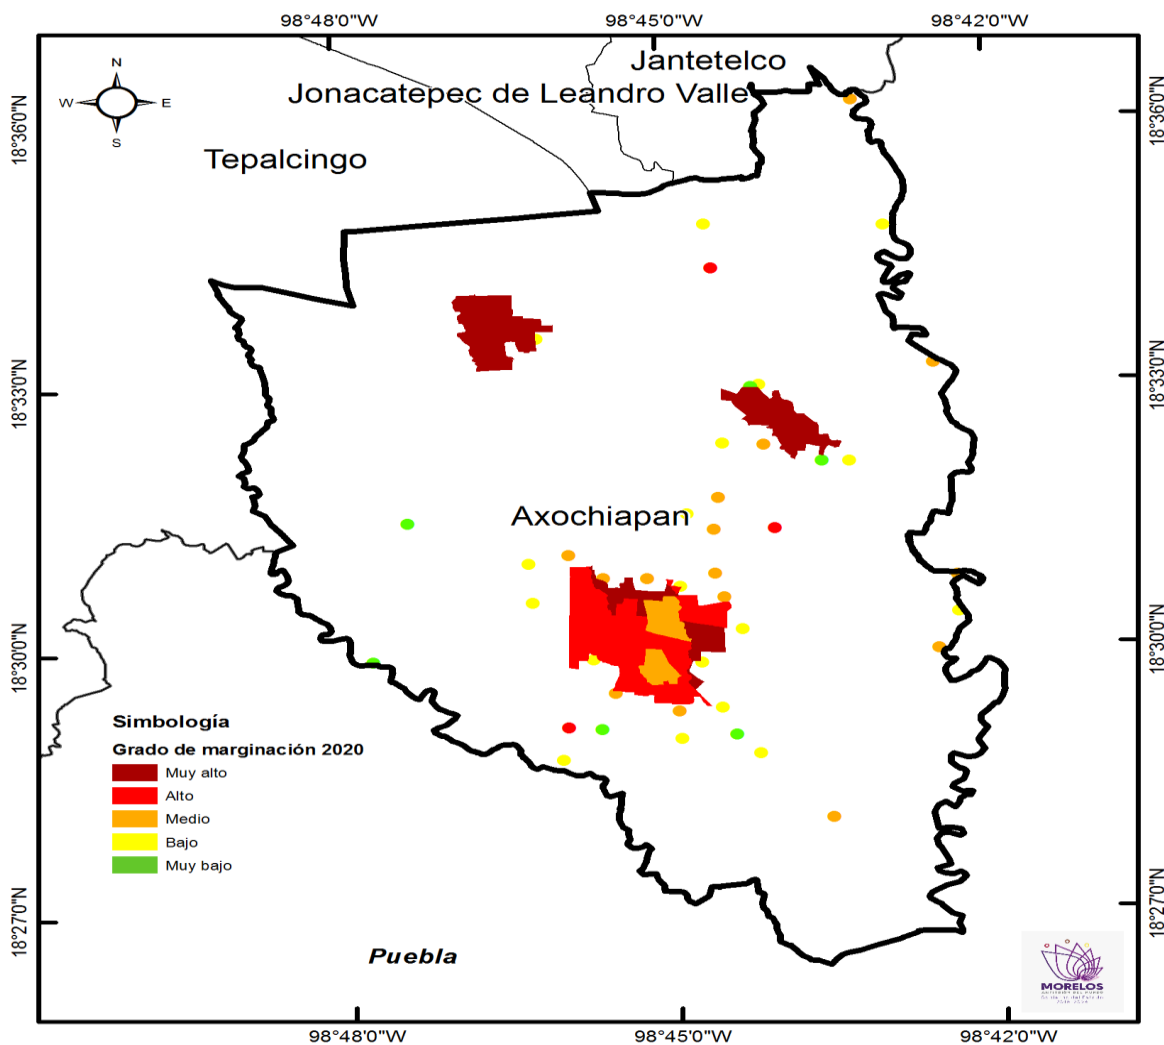 98°48'0"W 98°45'0"W 98°42'0"W
Jantetelco
N
Jonacatepec de Leandro Valle
W E
18°36'0"N 18°36'0"N
S
Tepalcingo
18°33'0"N 18°33'0"N
Axochiapan
18°30'0"N 18°30'0"N
Simbología
Grado de marginación 2020
Muy alto
Alto
Medio
Bajo
Muy bajo
18°27'0"N 18°27'0"N
Puebla
MORELOS
98°48'0"W 98°45'0"W 98°42'0"W